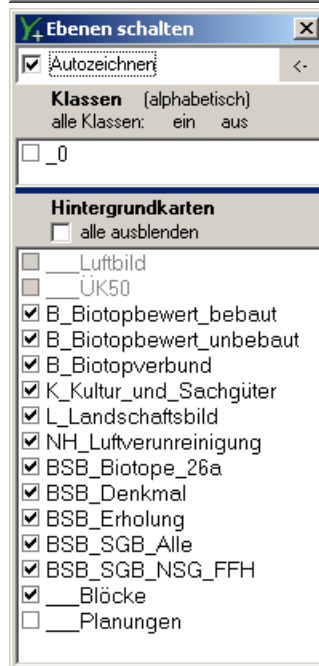 Ebenen schalten
Autozeichnen <-
Klassen (alphabetisch)
alle Klassen: ein aus
_0
Hintergrundkarten
alle ausblenden
___Luftbild
___ÜK50
B_Biotopbewert_bebaut
B_Biotopbewert_unbebaut
B_Biotopverbund
K_Kultur_und_Sachgüter
L_Landschaftsbild
NH_Luftverunreinigung
BSB_Biotope_26a
BSB_Denkmal
BSB_Erholung
BSB_SGB_Alle
BSB_SGB_NSG_FFH
___Blöcke
___Planungen